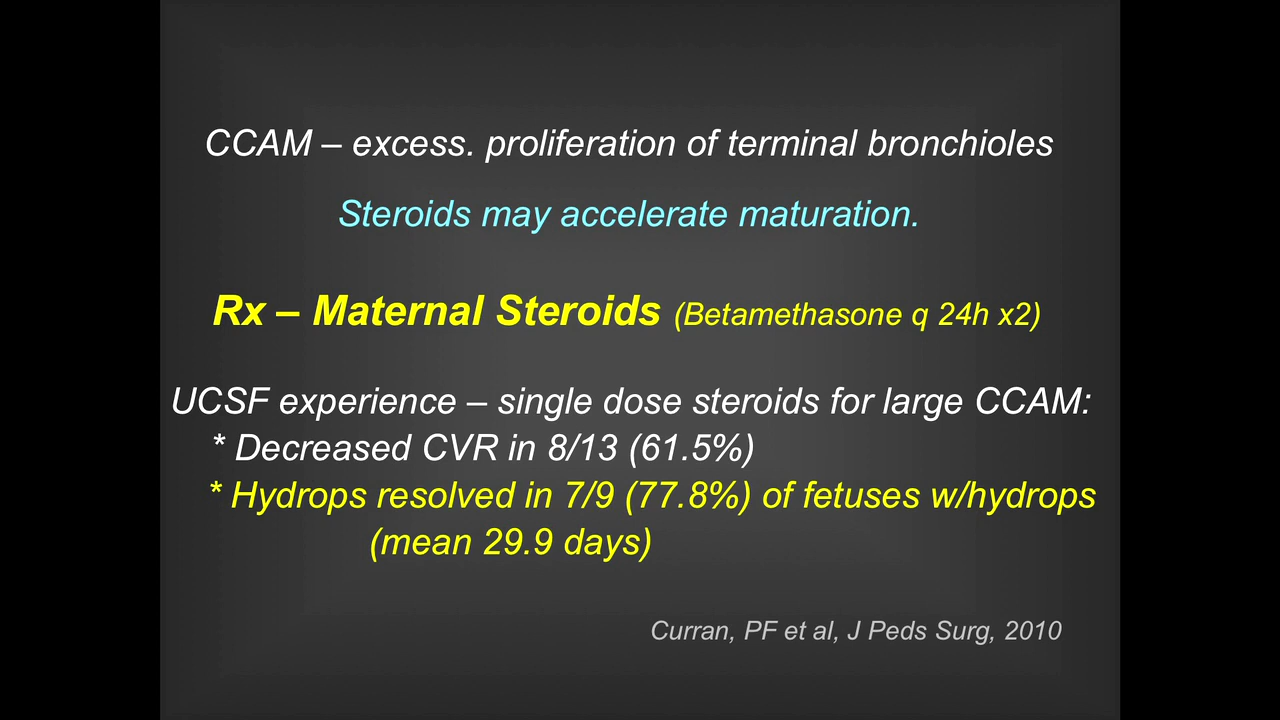 CCAM – excess. proliferation of terminal bronchioles
Steroids may accelerate maturation.
Rx – Maternal Steroids (Betamethasone q 24h x2)
UCSF experience – single dose steroids for large CCAM:
* Decreased CVR in 8/13 (61.5%)
* Hydrops resolved in 7/9 (77.8%) of fetuses w/hydrops
(mean 29.9 days)
Curran, PF et al, J Peds Surg, 2010